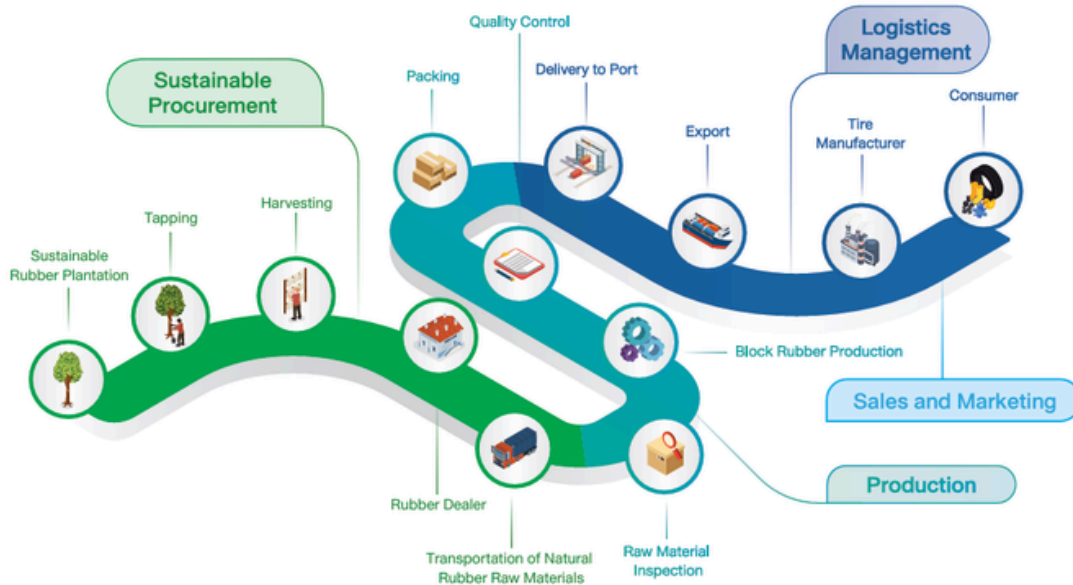 Quality Control
Logistics
Management
Sustainable
Procurement
Packing
Delivery to Port
Consumer
Export
Tire
Manufacturer
Harvesting
Tapping
Sustainable
Rubber Plantation
Block Rubber Production
Sales and Marketing
Production
Rubber Dealer
Transportation of Natural
Rubber Raw Materials
Raw Material
Inspection